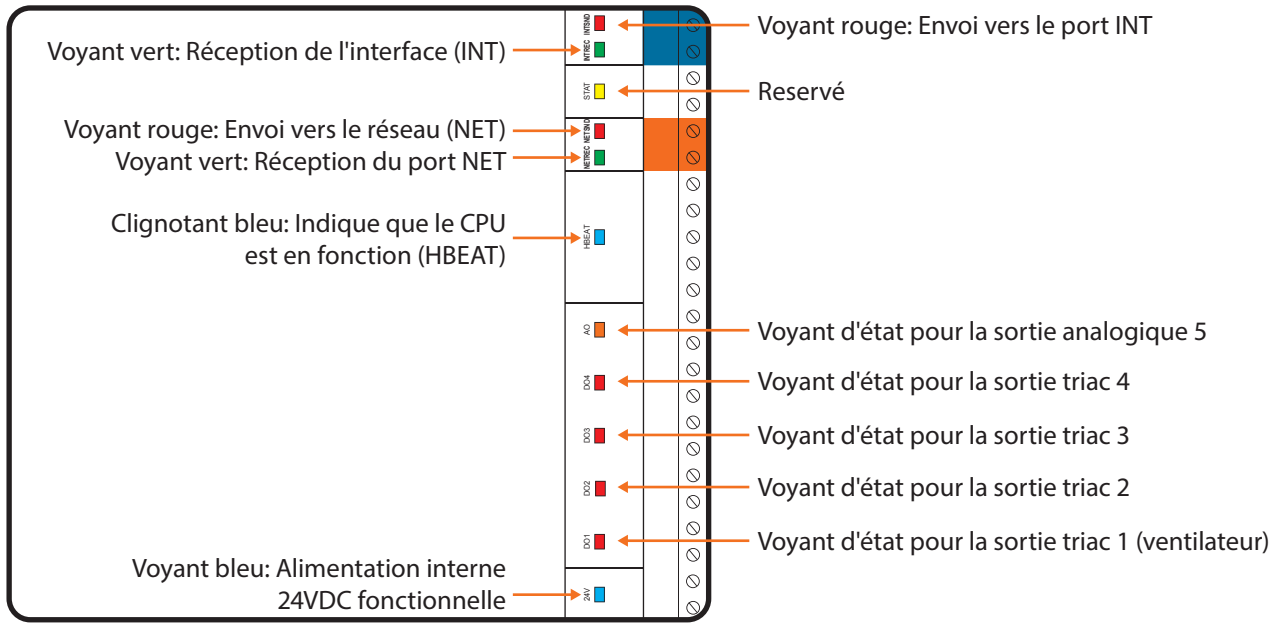 Voyant vert: Réception de l'interface (INT)
Voyant rouge: Envoi vers le réseau (NET)
Voyant vert: Réception du port NET
Clignotant bleu: Indique que le CPU
est en fonction (HBEAT)
Voyant bleu: Alimentation interne
24VDC fonctionnelle
INTSND
INTREC
STAT
NETSND
NETREC
HBEAT
AO
DO4
DO3
DO2
DO1
24V
Voyant rouge: Envoi vers le port INT
Reservé
Voyant d'état pour la sortie analogique 5
Voyant d'état pour la sortie triac 4
Voyant d'état pour la sortie triac 3
Voyant d'état pour la sortie triac 2
Voyant d'état pour la sortie triac 1 (ventilateur)